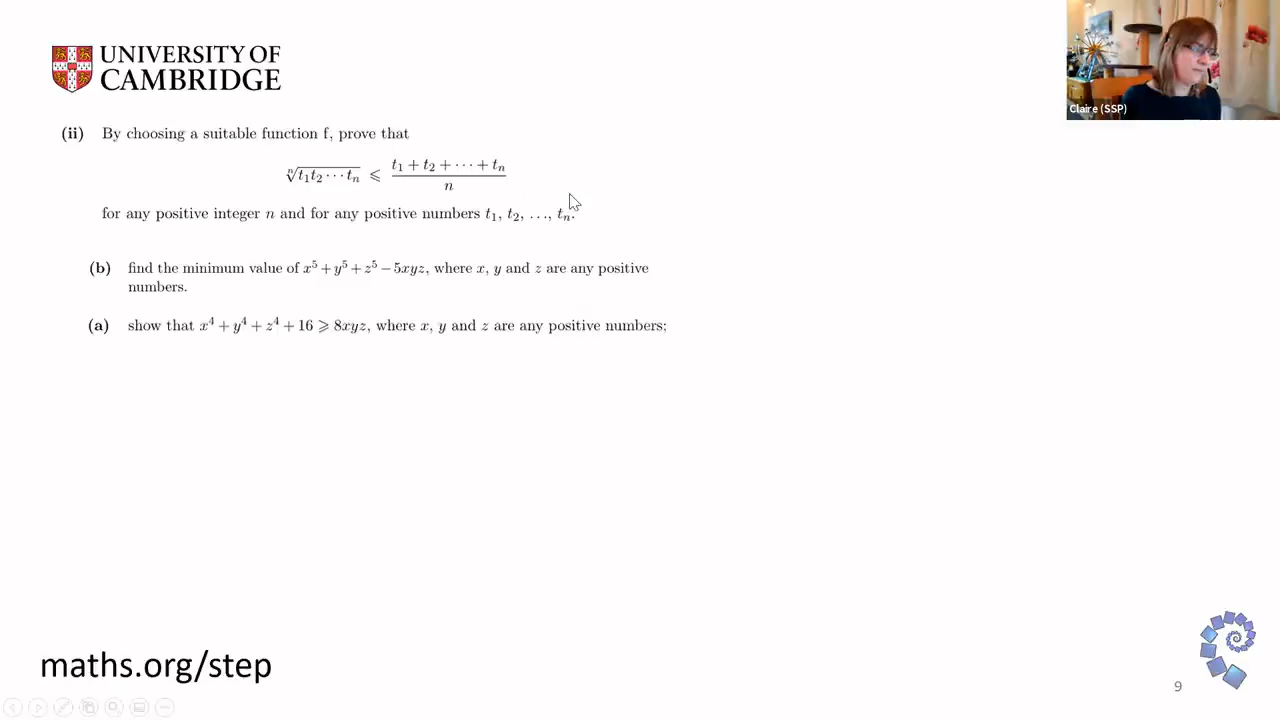 UNIVERSITY OF
CAMBRIDGE
Claire (SSP)
(ii) By choosing a suitable function f, prove that
ⁿ√(t₁t₂ ⋯ tₙ) ⩽ (t₁ + t₂ + ⋯ + tₙ)/n
for any positive integer n and for any positive numbers t₁, t₂, …, tₙ.
(b) find the minimum value of x⁵ + y⁵ + z⁵ − 5xyz, where x, y and z are any positive
numbers.
(a) show that x⁴ + y⁴ + z⁴ + 16 ⩾ 8xyz, where x, y and z are any positive numbers;
maths.org/step
9